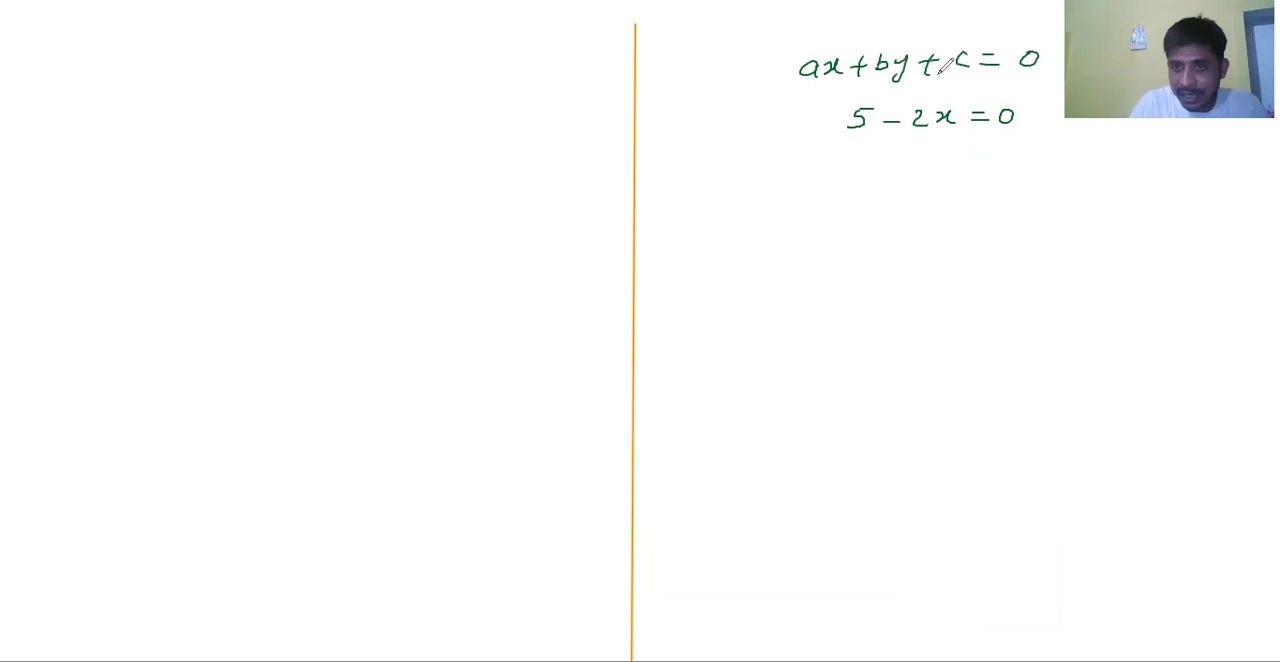 ax + by + c = 0
5 - 2x = 0